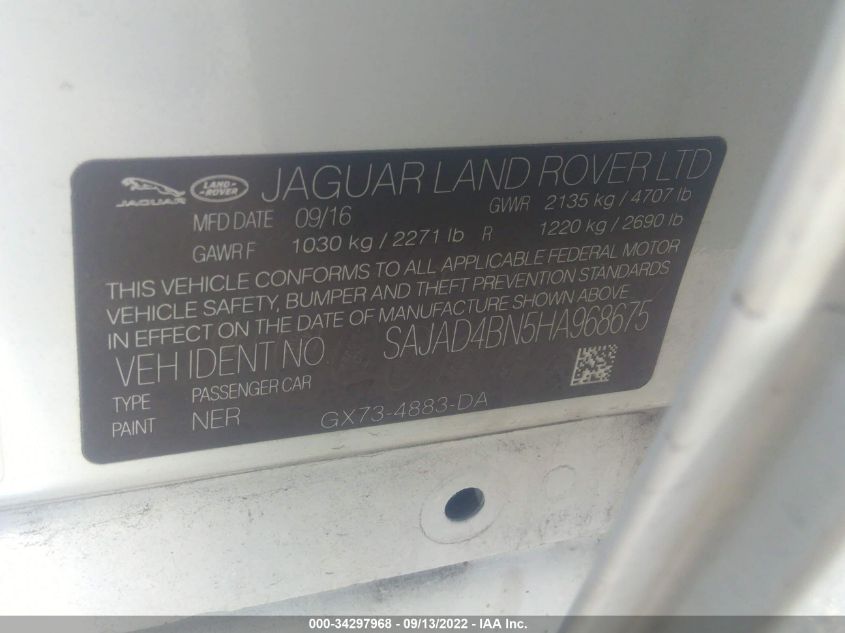 JAGUAR LAND-ROVER JAGUAR LAND ROVER LTD
MFD DATE 09/16 GVWR 2135 kg / 4707 lb
GAWR F 1030 kg / 2271 lb R 1220 kg / 2690 lb
THIS VEHICLE CONFORMS TO ALL APPLICABLE FEDERAL MOTOR
VEHICLE SAFETY, BUMPER AND THEFT PREVENTION STANDARDS
IN EFFECT ON THE DATE OF MANUFACTURE SHOWN ABOVE
VEH IDENT NO SAJAD4BN5HA968675
TYPE PASSENGER CAR
PAINT NER GX73-4883-DA
000-34297968 - 09/13/2022 - IAA Inc.